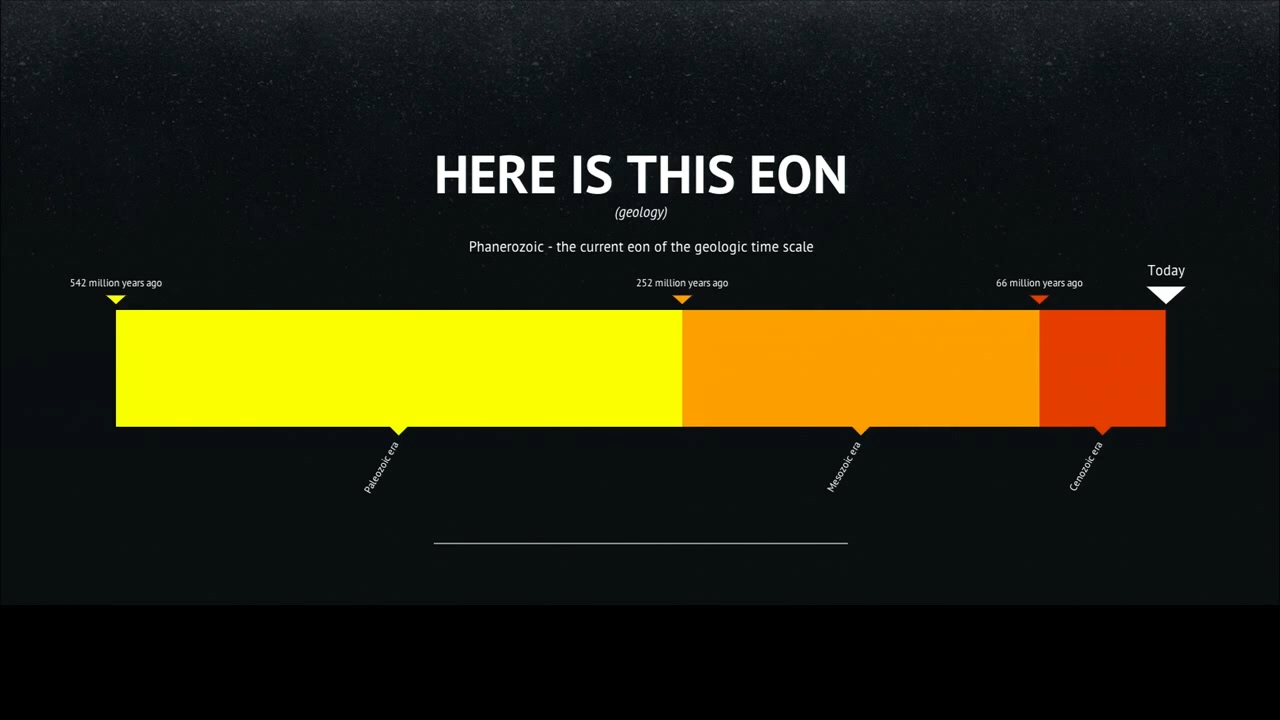 HERE IS THIS EON
(geology)
Phanerozoic - the current eon of the geologic time scale
Today
542 million years ago
252 million years ago
66 million years ago
Paleozoic era
Mesozoic era
Cenozoic era